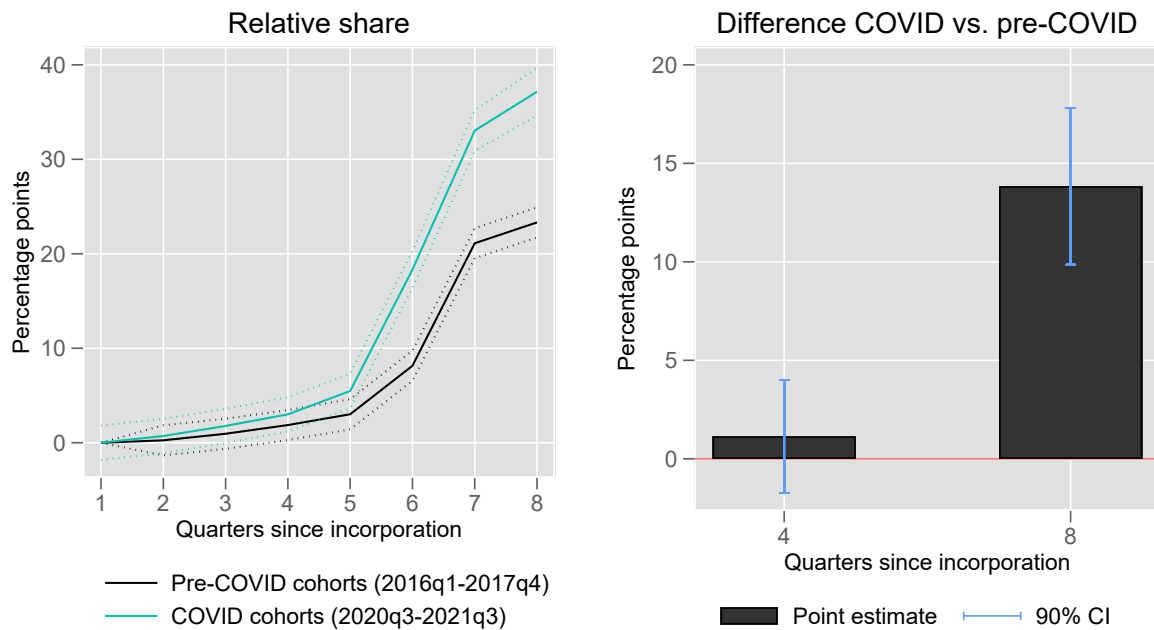 Relative share
Percentage points
40
30
20
10
0
1 2 3 4 5 6 7 8
Quarters since incorporation
Pre-COVID cohorts (2016q1-2017q4)
COVID cohorts (2020q3-2021q3)
Difference COVID vs. pre-COVID
Percentage points
20
15
10
5
0
4 8
Quarters since incorporation
Point estimate 90% CI